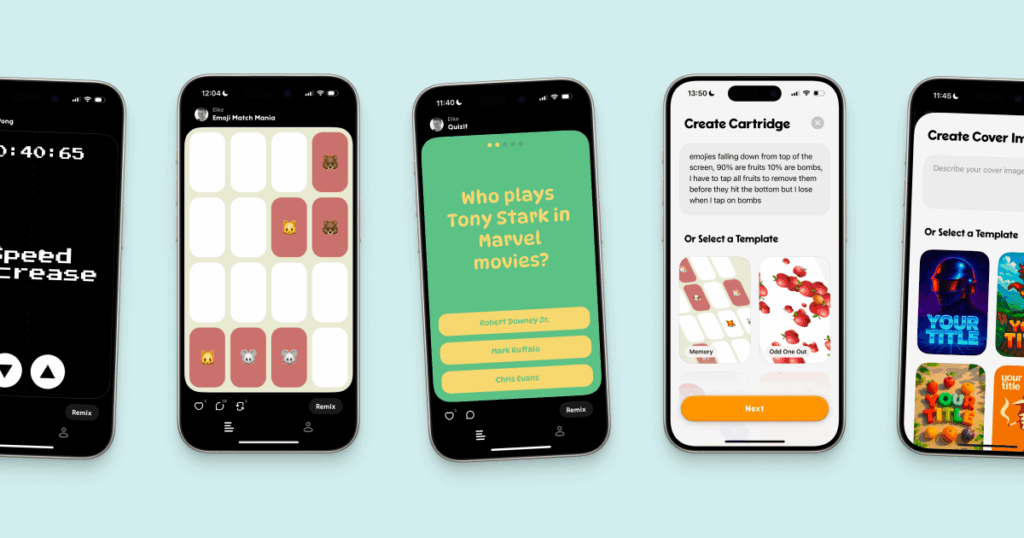 Pong
0:40:65
Speed
Crease
Remix
12:04
Elke
Emoji Match Mania
Remix
11:40
Elke
Quizit
Who plays
Tony Stark in
Marvel
movies?
Robert Downey Jr.
Mark Ruffalo
Chris Evans
Remix
13:50
Create Cartridge
emojies falling down from top of the
screen, 90% are fruits 10% are bombs,
I have to tap all fruits to remove them
before they hit the bottom but I lose
when I tap on bombs
Or Select a Template
Memory
Odd One Out
Next
11:45
Create Cover Im
Describe your cover image
Or Select a Template
YOUR
TITLE
YO
TIT
YOUR
TITLE
your
title